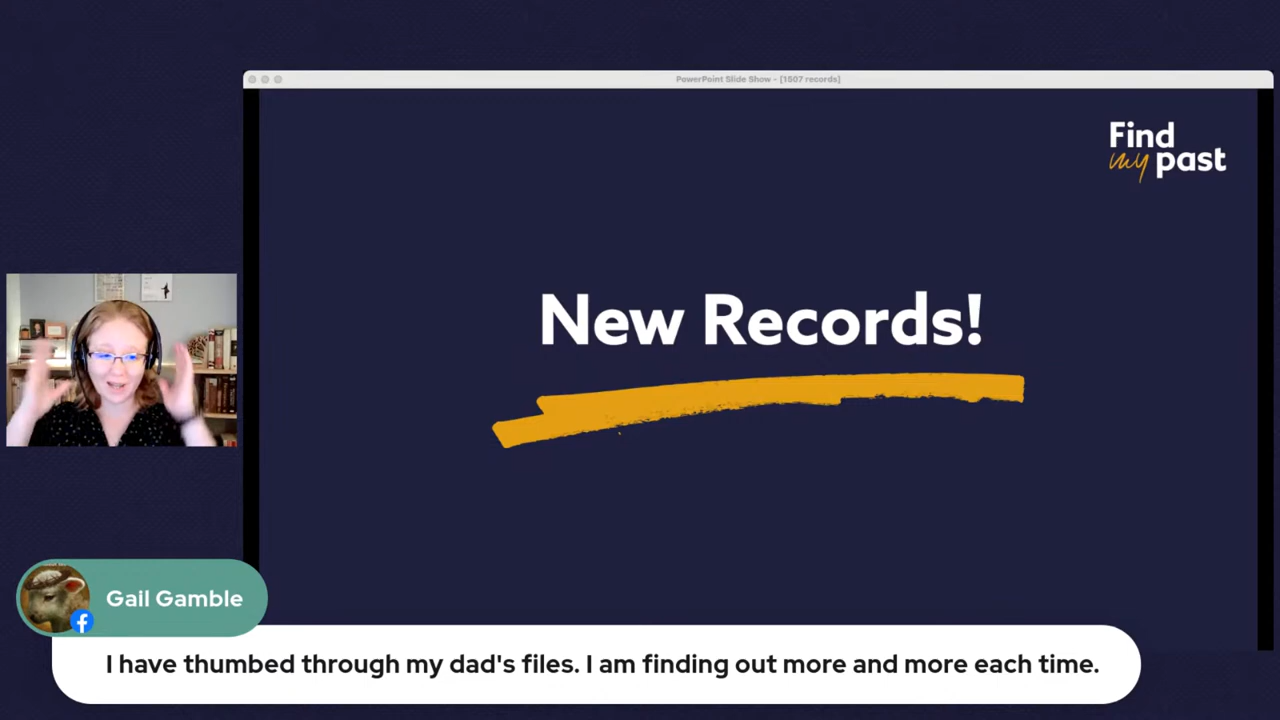 PowerPoint Slide Show - [1507 records]
Find
my past
New Records!
Gail Gamble
I have thumbed through my dad's files. I am finding out more and more each time.